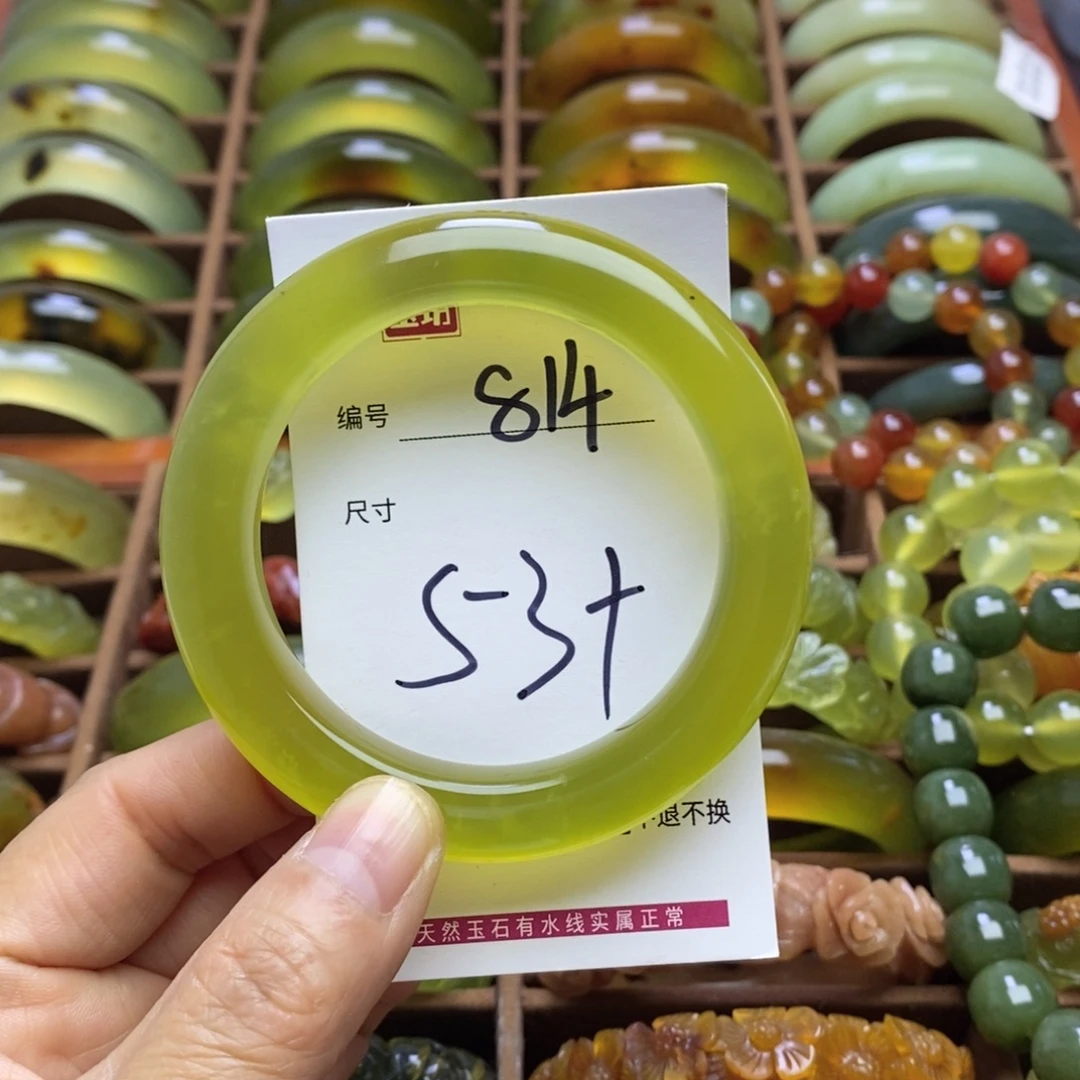 编号 814
尺寸
53+
不退不换
天然玉石有水线实属正常